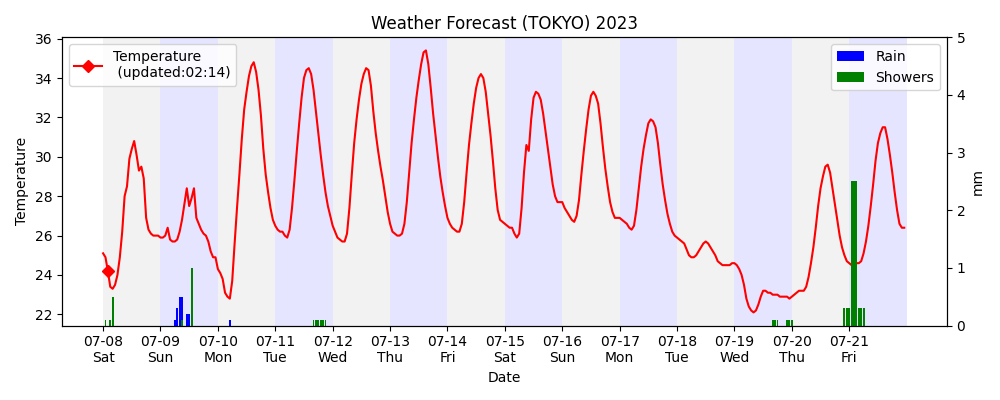 Weather Forecast (TOKYO) 2023
Temperature
(updated:02:14)
Rain
Showers
Temperature
36
34
32
30
28
26
24
22
5
4
3
2
1
0
mm
07-08 07-09 07-10 07-11 07-12 07-13 07-14 07-15 07-16 07-17 07-18 07-19 07-20 07-21
Sat Sun Mon Tue Wed Thu Fri Sat Sun Mon Tue Wed Thu Fri
Date